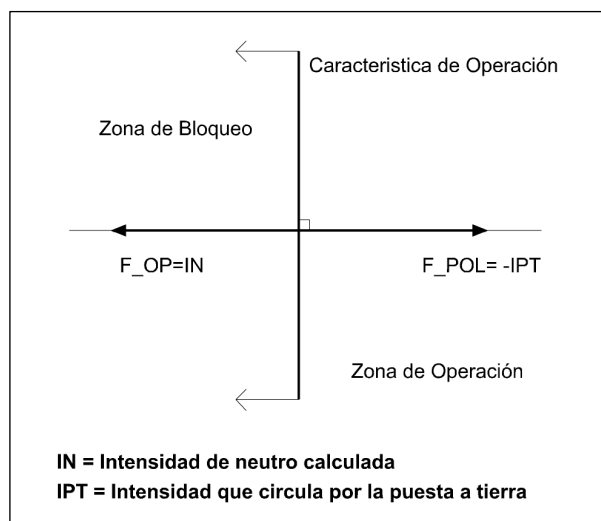 Caracteristica de Operación
Zona de Bloqueo
F_OP=IN
F_POL= -IPT
Zona de Operación
IN = Intensidad de neutro calculada
IPT = Intensidad que circula por la puesta a tierra